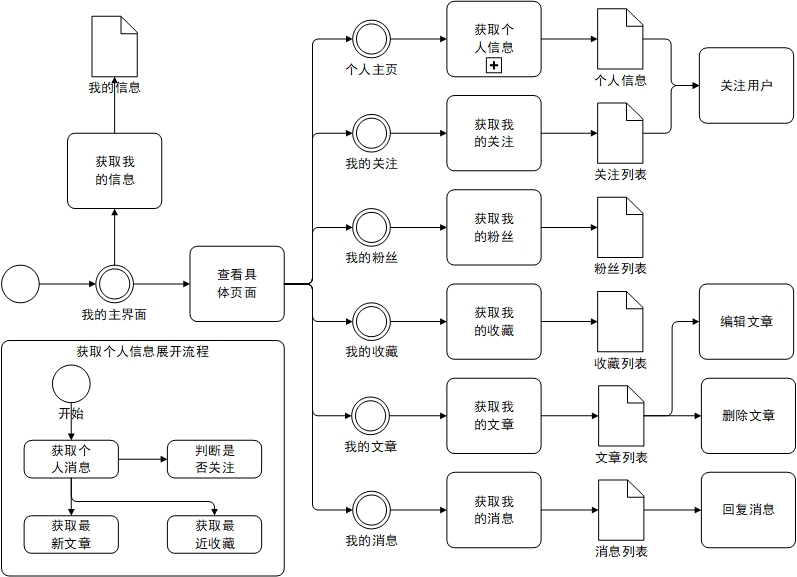 我的信息
获取我
的信息
我的主界面
查看具
体页面
个人主页
获取个
人信息
个人信息
关注用户
我的关注
获取我
的关注
关注列表
我的粉丝
获取我
的粉丝
粉丝列表
我的收藏
获取我
的收藏
收藏列表
编辑文章
我的文章
获取我
的文章
文章列表
删除文章
我的消息
获取我
的消息
消息列表
回复消息
获取个人信息展开流程
开始
获取个
人消息
判断是
否关注
获取最
新文章
获取最
近收藏